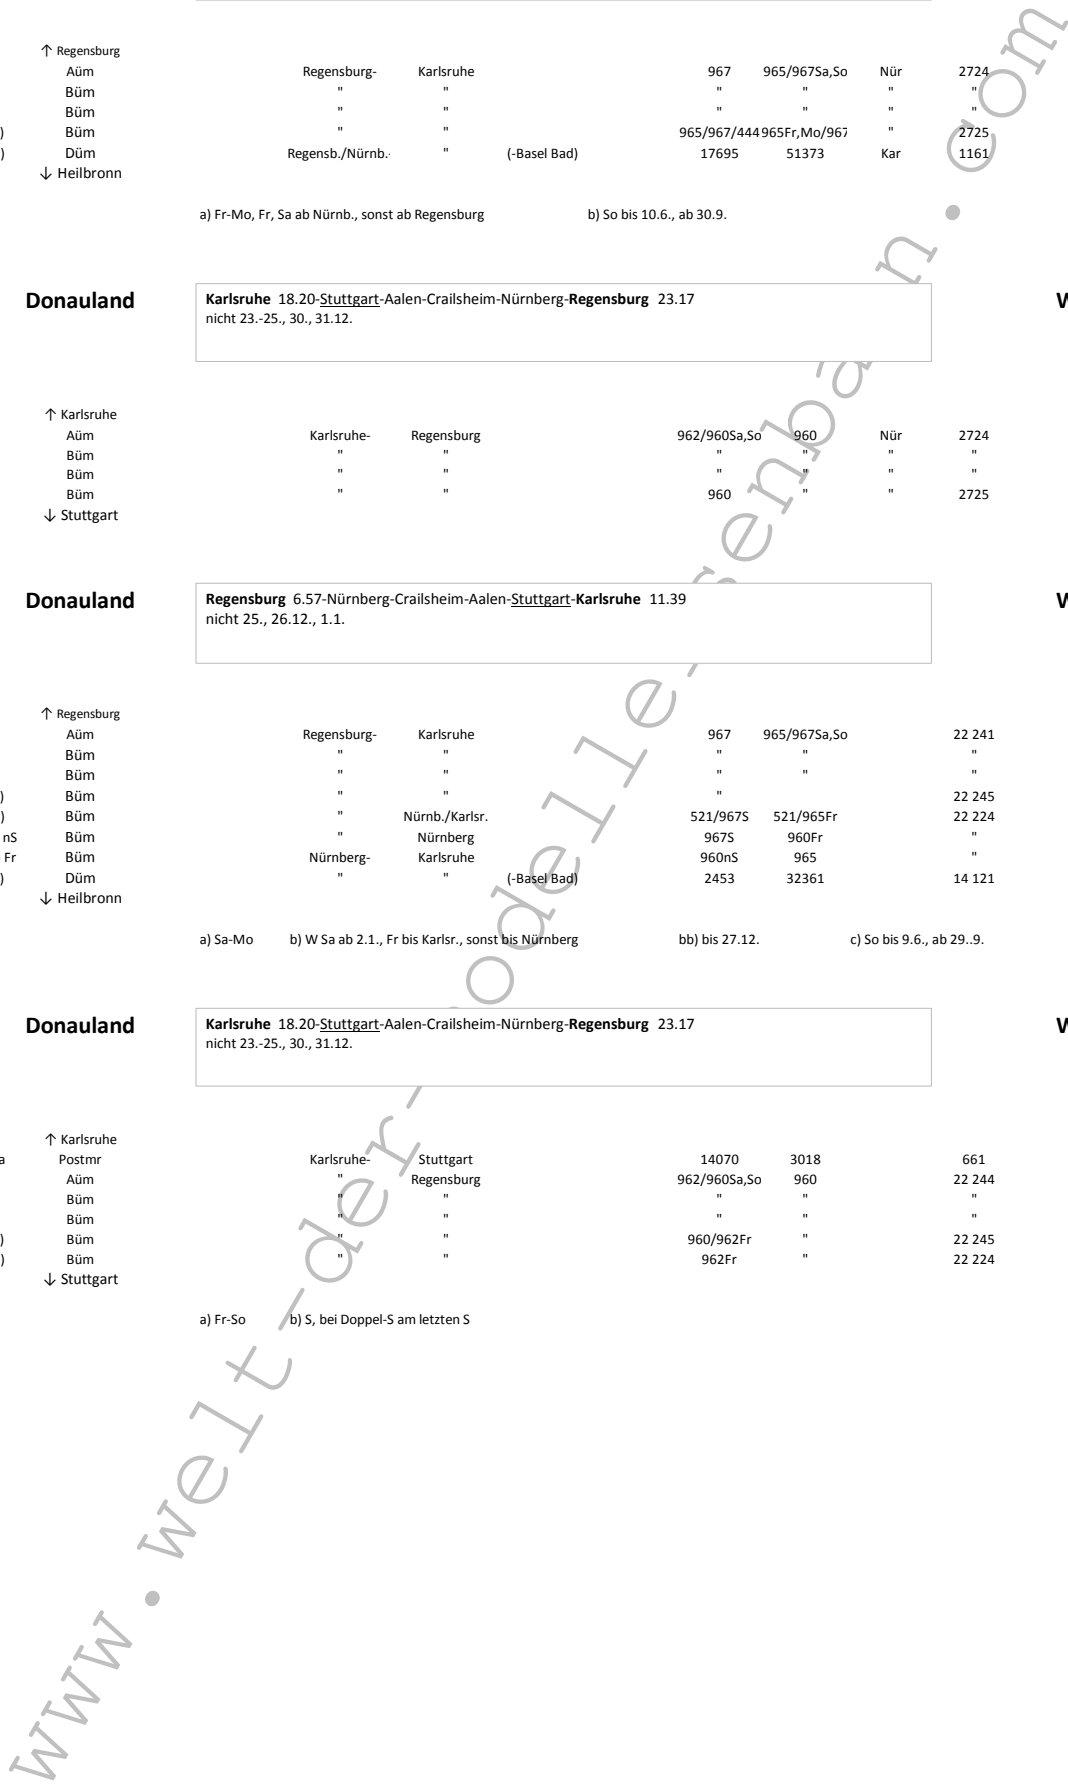 ↑ Regensburg
Aüm Regensburg- Karlsruhe 967 965/967Sa,So Nür 2724
Büm " " " " " "
Büm " " " " " "
) Büm " " 965/967/444 965Fr,Mo/967 " 2725
) Düm Regensb./Nürnb.- " (-Basel Bad) 17695 51373 Kar 1161
↓ Heilbronn
a) Fr-Mo, Fr, Sa ab Nürnb., sonst ab Regensburg b) So bis 10.6., ab 30.9.
Donauland Karlsruhe 18.20-Stuttgart-Aalen-Crailsheim-Nürnberg-Regensburg 23.17
nicht 23.-25., 30., 31.12.
↑ Karlsruhe
Aüm Karlsruhe- Regensburg 962/960Sa,So 960 Nür 2724
Büm " " " " " "
Büm " " " " " "
Büm " " 960 " " 2725
↓ Stuttgart
Donauland Regensburg 6.57-Nürnberg-Crailsheim-Aalen-Stuttgart-Karlsruhe 11.39
nicht 25., 26.12., 1.1.
↑ Regensburg
Aüm Regensburg- Karlsruhe 967 965/967Sa,So 22 241
Büm " " " " "
Büm " " " " "
) Büm " " " 22 245
) Büm " Nürnb./Karlsr. 521/967S 521/965Fr 22 224
nS Büm " Nürnberg 967S 960Fr "
Fr Büm Nürnberg- Karlsruhe 960nS 965 "
) Düm " " (-Basel Bad) 2453 32361 14 121
↓ Heilbronn
a) Sa-Mo b) W Sa ab 2.1., Fr bis Karlsr., sonst bis Nürnberg bb) bis 27.12. c) So bis 9.6., ab 29..9.
Donauland Karlsruhe 18.20-Stuttgart-Aalen-Crailsheim-Nürnberg-Regensburg 23.17
nicht 23.-25., 30., 31.12.
↑ Karlsruhe
a Postmr Karlsruhe- Stuttgart 14070 3018 661
Aüm " Regensburg 962/960Sa,So 960 22 244
Büm " " " " "
Büm " " " " "
) Büm " " 960/962Fr " 22 245
) Büm " " 962Fr " 22 224
↓ Stuttgart
a) Fr-So b) S, bei Doppel-S am letzten S